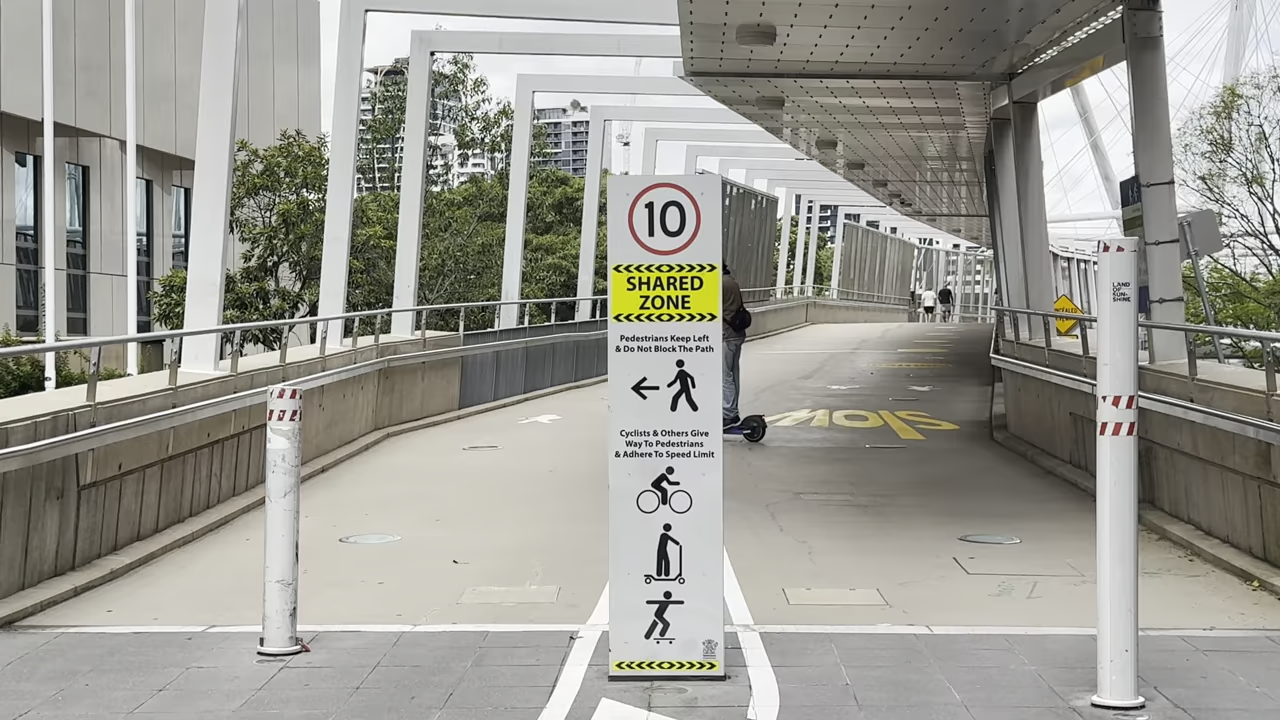 10
SHARED
ZONE
Pedestrians Keep Left
& Do Not Block The Path
Cyclists & Others Give
Way To Pedestrians
& Adhere To Speed Limit
SLOW
LAND
OF
SUN-
SHINE